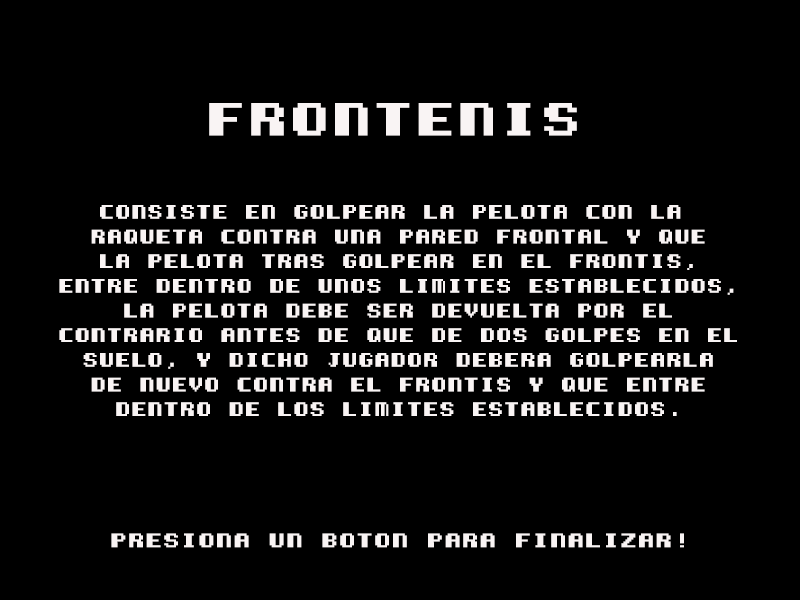 FRONTENIS
CONSISTE EN GOLPEAR LA PELOTA CON LA
RAQUETA CONTRA UNA PARED FRONTAL Y QUE
LA PELOTA TRAS GOLPEAR EN EL FRONTIS,
ENTRE DENTRO DE UNOS LIMITES ESTABLECIDOS,
LA PELOTA DEBE SER DEVUELTA POR EL
CONTRARIO ANTES DE QUE DE DOS GOLPES EN EL
SUELO, Y DICHO JUGADOR DEBERA GOLPEARLA
DE NUEVO CONTRA EL FRONTIS Y QUE ENTRE
DENTRO DE LOS LIMITES ESTABLECIDOS.
PRESIONA UN BOTON PARA FINALIZAR!